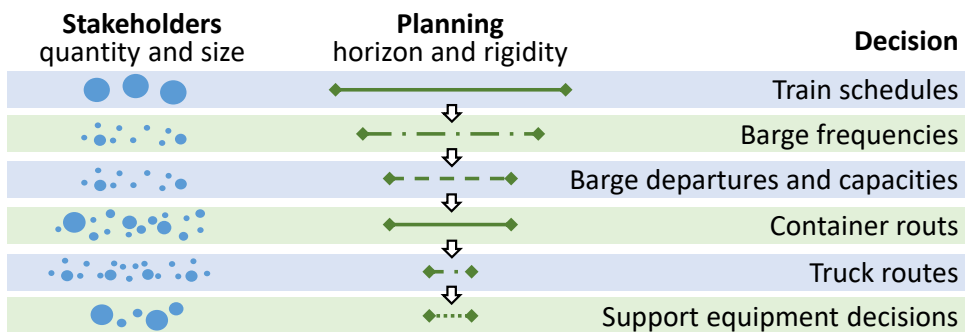 Stakeholders
quantity and size
Planning
horizon and rigidity
Decision
Train schedules
Barge frequencies
Barge departures and capacities
Container routs
Truck routes
Support equipment decisions